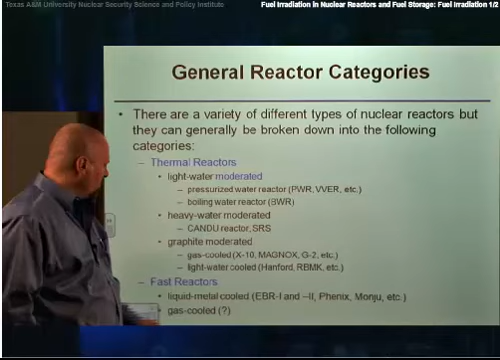 Texas A&M University Nuclear Security Science and Policy Institute
Fuel Irradiation in Nuclear Reactors and Fuel Storage: Fuel Irradiation 1/2
General Reactor Categories
• There are a variety of different types of nuclear reactors but
they can generally be broken down into the following
categories:
– Thermal Reactors
• light-water moderated
– pressurized water reactor (PWR, VVER, etc.)
– boiling water reactor (BWR)
• heavy-water moderated
– CANDU reactor, SRS
• graphite moderated
– gas-cooled (X-10, MAGNOX, G-2, etc.)
– light-water cooled (Hanford, RBMK, etc.)
– Fast Reactors
• liquid-metal cooled (EBR-I and –II, Phenix, Monju, etc.)
• gas-cooled (?)